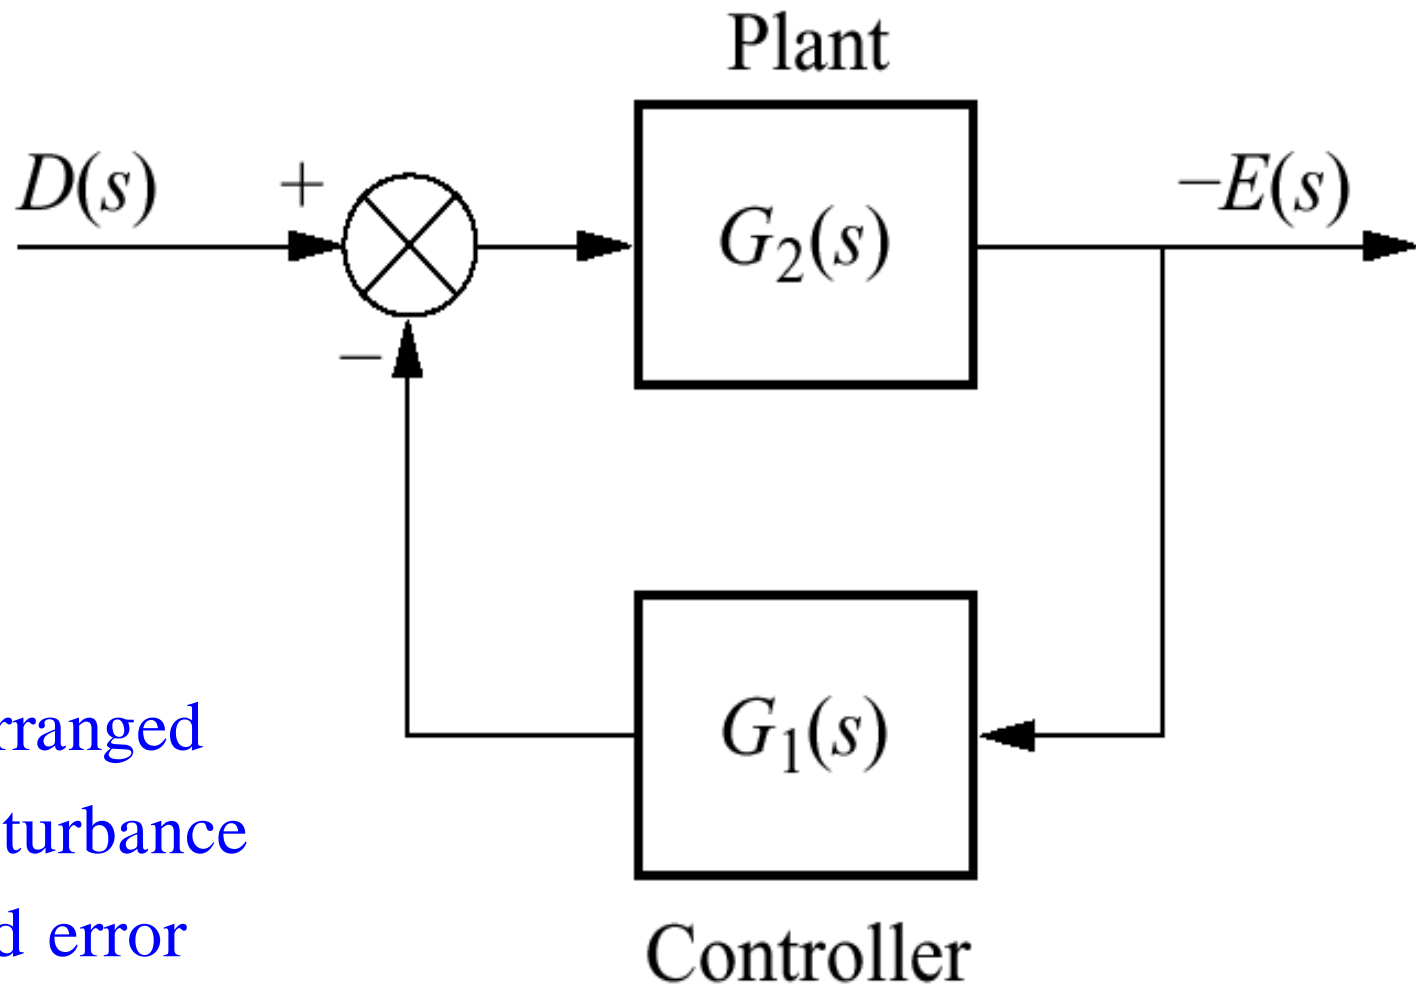 Plant
D(s)
+
−E(s)
G₂(s)
−
G₁(s)
rranged
turbance
d error
Controller